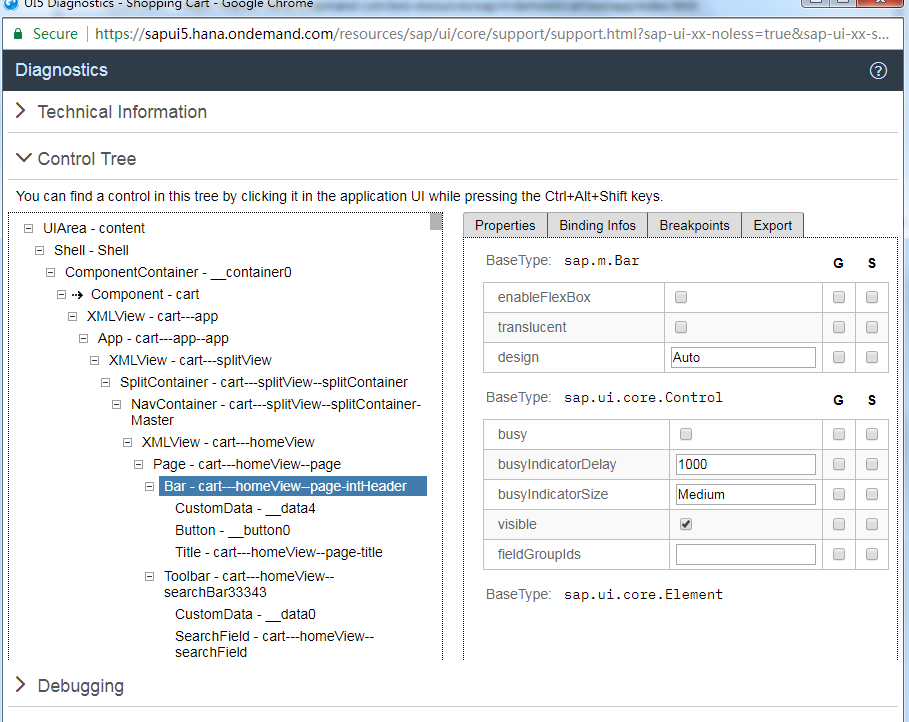 UI5 Diagnostics - Shopping Cart - Google Chrome
Secure
https://sapui5.hana.ondemand.com/resources/sap/ui/core/support/support.html?sap-ui-xx-noless=true&sap-ui-xx-s...
Diagnostics
Technical Information
Control Tree
You can find a control in this tree by clicking it in the application UI while pressing the Ctrl+Alt+Shift keys.
UIArea - content
Shell - Shell
ComponentContainer - __container0
Component - cart
XMLView - cart---app
App - cart---app--app
XMLView - cart---splitView
SplitContainer - cart---splitView--splitContainer
NavContainer - cart---splitView--splitContainer-
Master
XMLView - cart---homeView
Page - cart---homeView--page
Bar - cart---homeView--page-intHeader
CustomData - __data4
Button - __button0
Title - cart---homeView--page-title
Toolbar - cart---homeView--
searchBar33343
CustomData - __data0
SearchField - cart---homeView--
searchField
Properties
Binding Infos
Breakpoints
Export
BaseType: sap.m.Bar G S
enableFlexBox
translucent
design Auto
BaseType: sap.ui.core.Control G S
busy
busyIndicatorDelay 1000
busyIndicatorSize Medium
visible
fieldGroupIds
BaseType: sap.ui.core.Element
Debugging